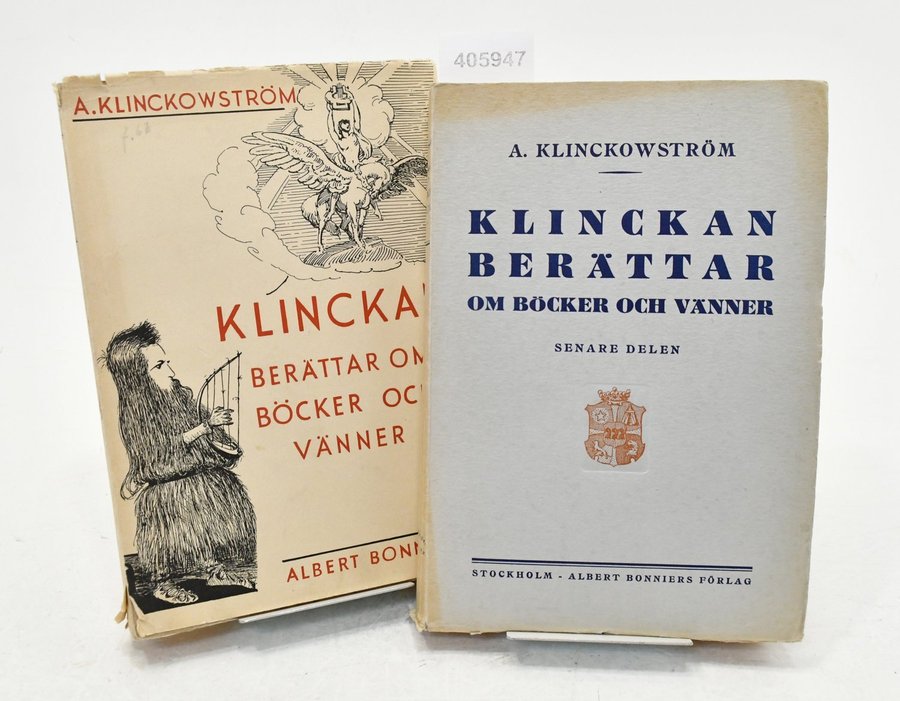 A. KLINCKOWSTRÖM
KLINCKA
BERÄTTAR OM
BÖCKER OC
VÄNNER
ALBERT BONN
405947
A. KLINCKOWSTRÖM
KLINCKAN
BERÄTTAR
OM BÖCKER OCH VÄNNER
SENARE DELEN
STOCKHOLM - ALBERT BONNIERS FÖRLAG